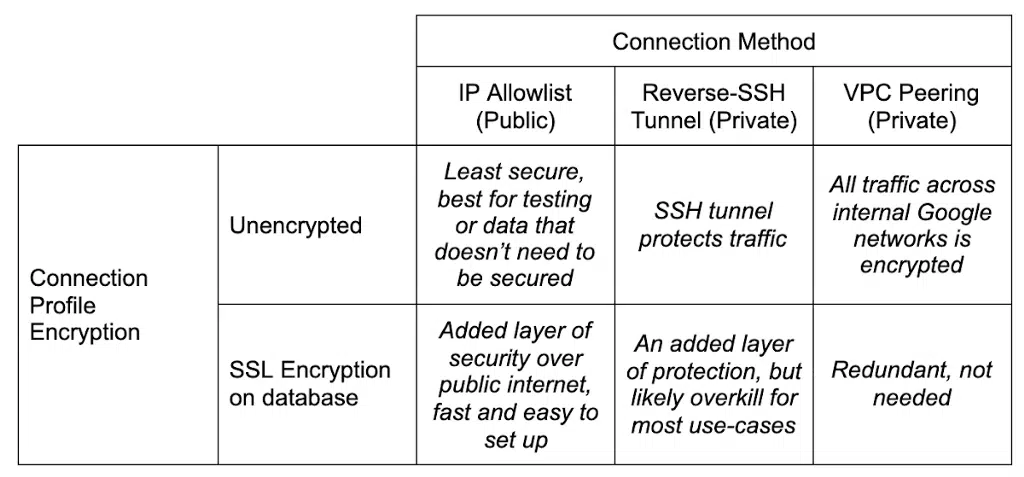 Connection Method
IP Allowlist
(Public)
Reverse-SSH
Tunnel (Private)
VPC Peering
(Private)
Connection
Profile
Encryption
Unencrypted
Least secure,
best for testing
or data that
doesn’t need to
be secured
SSH tunnel
protects traffic
All traffic across
internal Google
networks is
encrypted
SSL Encryption
on database
Added layer of
security over
public internet,
fast and easy to
set up
An added layer
of protection, but
likely overkill for
most use-cases
Redundant, not
needed